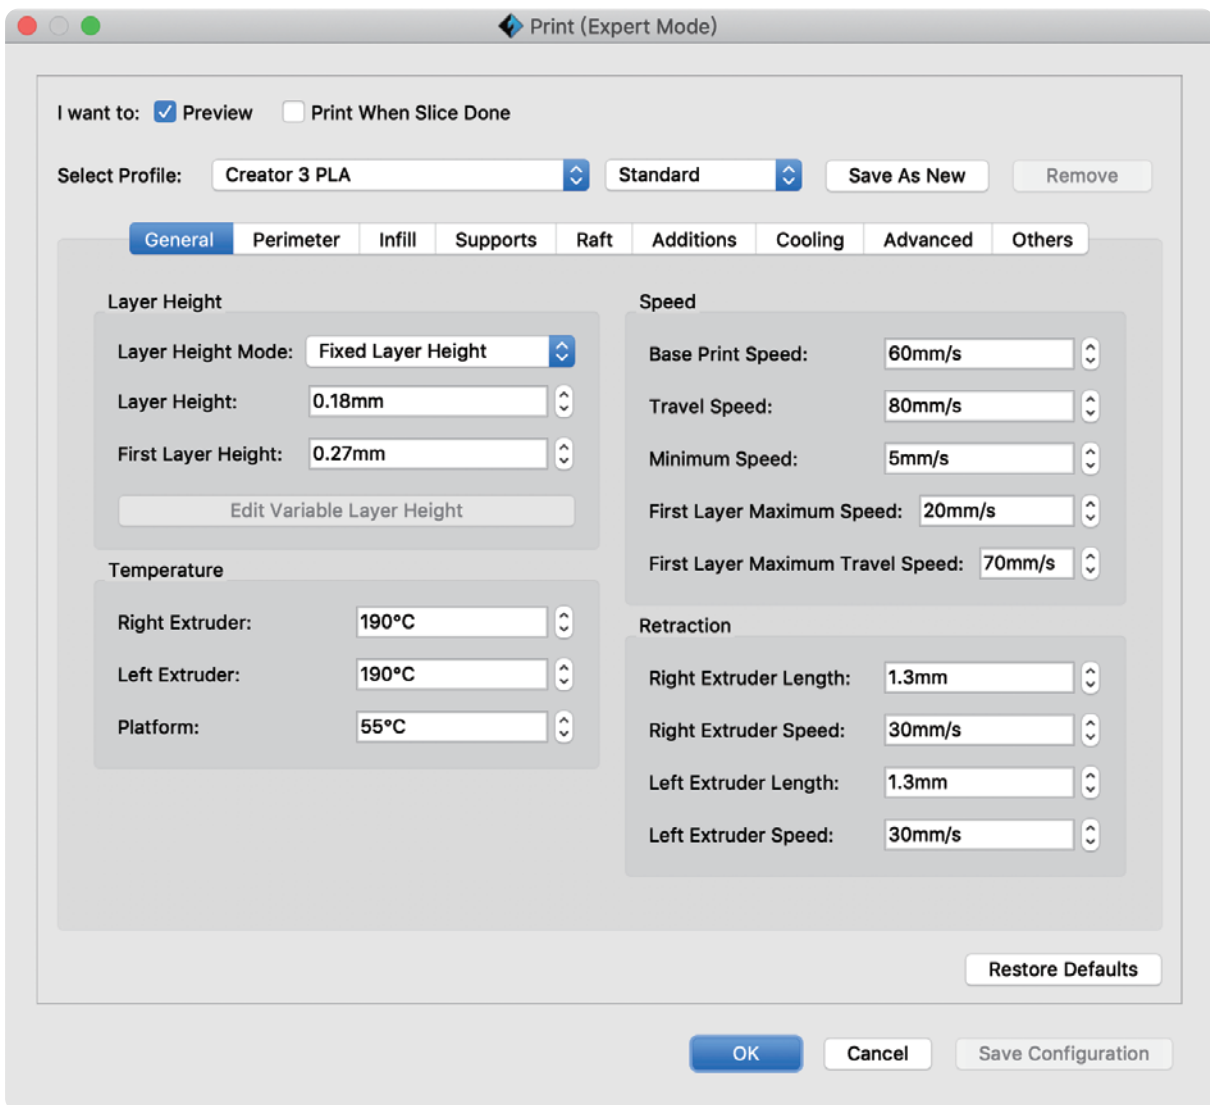 Print (Expert Mode)
I want to: Preview Print When Slice Done
Select Profile: Creator 3 PLA Standard Save As New Remove
General Perimeter Infill Supports Raft Additions Cooling Advanced Others
Layer Height
Layer Height Mode: Fixed Layer Height
Layer Height: 0.18mm
First Layer Height: 0.27mm
Edit Variable Layer Height
Temperature
Right Extruder: 190°C
Left Extruder: 190°C
Platform: 55°C
Speed
Base Print Speed: 60mm/s
Travel Speed: 80mm/s
Minimum Speed: 5mm/s
First Layer Maximum Speed: 20mm/s
First Layer Maximum Travel Speed: 70mm/s
Retraction
Right Extruder Length: 1.3mm
Right Extruder Speed: 30mm/s
Left Extruder Length: 1.3mm
Left Extruder Speed: 30mm/s
Restore Defaults
OK Cancel Save Configuration